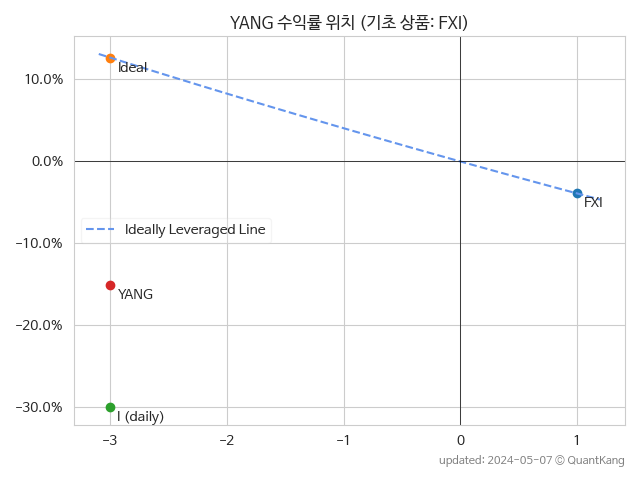 YANG 수익률 위치 (기초 상품: FXI)
10.0%
Ideal
0.0%
FXI
Ideally Leveraged Line
-10.0%
YANG
-20.0%
-30.0%
I (daily)
-3 -2 -1 0 1
updated: 2024-05-07 © QuantKang